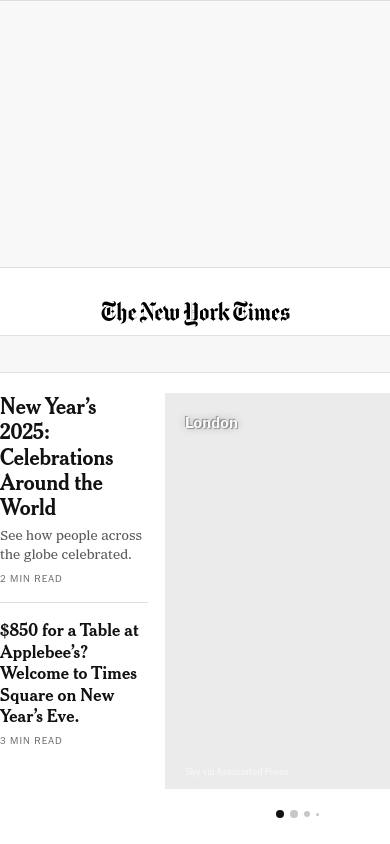 The New York Times
New Year’s
2025:
Celebrations
Around the
World
See how people across
the globe celebrated.
2 MIN READ
$850 for a Table at
Applebee’s?
Welcome to Times
Square on New
Year’s Eve.
3 MIN READ
London
Sky via Associated Press